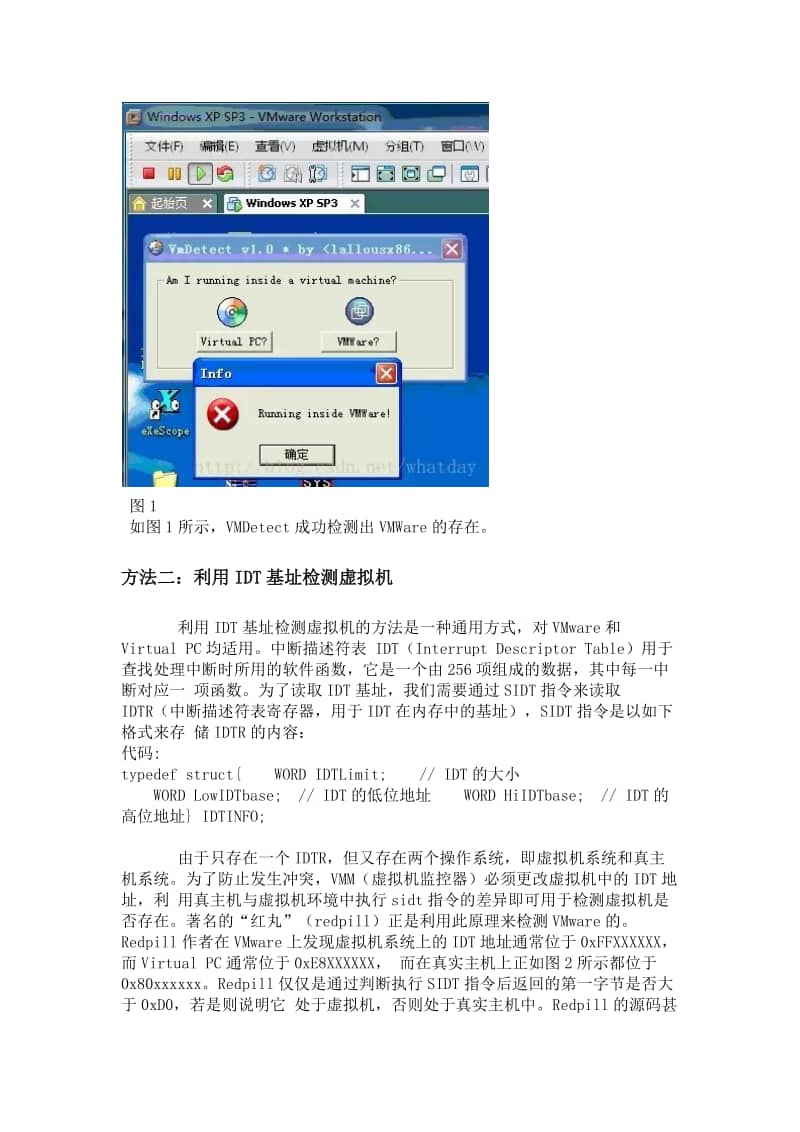 Windows XP SP3 - VMware Workstation
文件(F) 编辑(E) 查看(V) 虚拟机(M) 分组(T) 窗口(W)
起始页 Windows XP SP3
VmDetect v1.0 * by <lallousx86...
Am I running inside a virtual machine?
Virtual PC? VMWare?
Info
Running inside VMWare!
eXeScope
确定
http://blog.csdn.net/whatday
SYS
图 1
如图 1 所示，VMDetect 成功检测出 VMWare 的存在。
方法二：利用 IDT 基址检测虚拟机
利用 IDT 基址检测虚拟机的方法是一种通用方式，对 VMware 和
Virtual PC 均适用。中断描述符表 IDT（Interrupt Descriptor Table）用于
查找处理中断时所用的软件函数，它是一个由 256 项组成的数据，其中每一中
断对应一 项函数。为了读取 IDT 基址，我们需要通过 SIDT 指令来读取
IDTR（中断描述符表寄存器，用于 IDT 在内存中的基址），SIDT 指令是以如下
格式来存 储 IDTR 的内容：
代码:
typedef struct{ WORD IDTLimit; // IDT 的大小
WORD LowIDTbase; // IDT 的低位地址 WORD HiIDTbase; // IDT 的
高位地址} IDTINFO;
由于只存在一个 IDTR，但又存在两个操作系统，即虚拟机系统和真主
机系统。为了防止发生冲突，VMM（虚拟机监控器）必须更改虚拟机中的 IDT 地
址，利 用真主机与虚拟机环境中执行 sidt 指令的差异即可用于检测虚拟机是
否存在。著名的“红丸”（redpill）正是利用此原理来检测 VMware 的。
Redpill 作者在 VMware 上发现虚拟机系统上的 IDT 地址通常位于 0xFFXXXXXX，
而 Virtual PC 通常位于 0xE8XXXXXX， 而在真实主机上正如图 2 所示都位于
0x80xxxxxx。Redpill 仅仅是通过判断执行 SIDT 指令后返回的第一字节是否大
于 0xD0，若是则说明它 处于虚拟机，否则处于真实主机中。Redpill 的源码甚